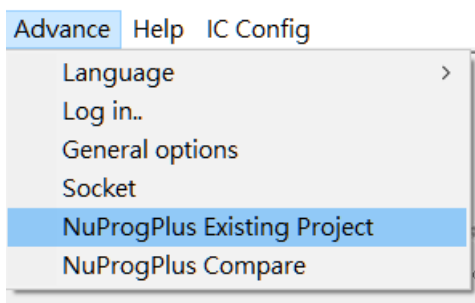 Advance Help IC Config
Language
Log in..
General options
Socket
NuProgPlus Existing Project
NuProgPlus Compare